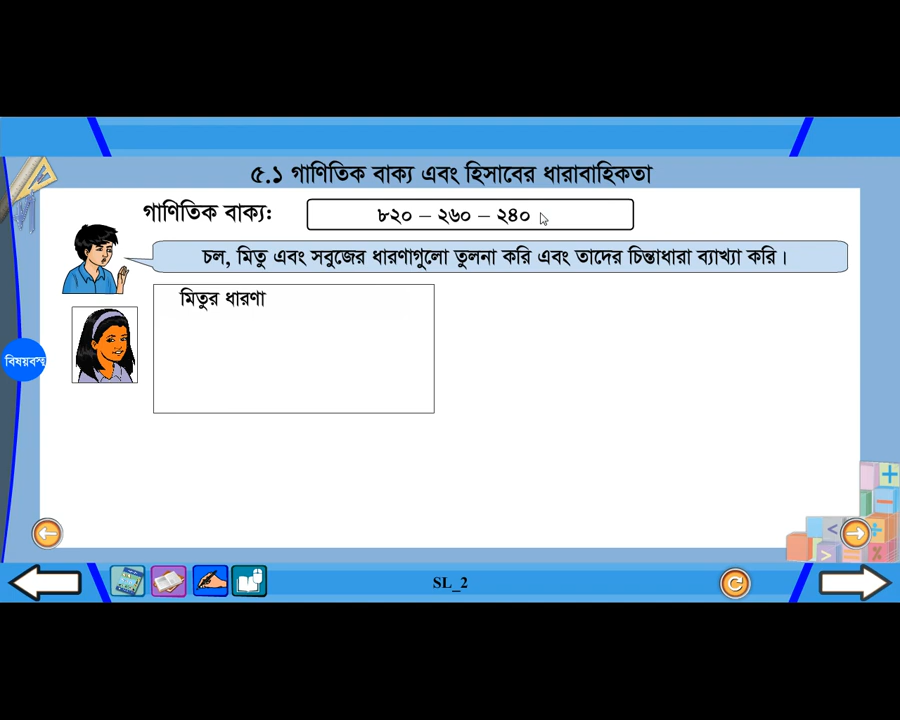 ৫.১ গাণিতিক বাক্য এবং হিসাবের ধারাবাহিকতা
গাণিতিক বাক্য: ৮২০ – ২৬০ – ২৪০
চল, মিতু এবং সবুজের ধারণাগুলো তুলনা করি এবং তাদের চিন্তাধারা ব্যাখ্যা করি।
মিতুর ধারণা
বিষয়বস্তু
SL_2